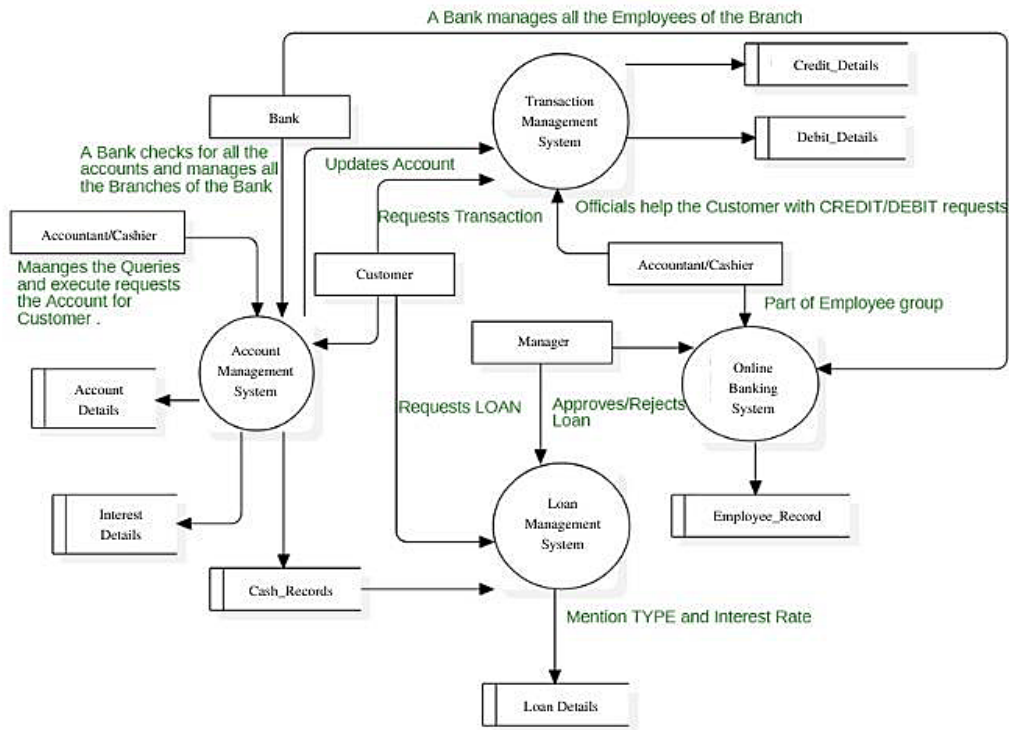 A Bank manages all the Employees of the Branch
Credit_Details
Transaction
Management
System
Bank
Debit_Details
A Bank checks for all the
accounts and manages all
the Branches of the Bank
Updates Account
Requests Transaction
Officials help the Customer with CREDIT/DEBIT requests
Accountant/Cashier
Maanges the Queries
and execute requests
the Account for
Customer .
Customer
Accountant/Cashier
Part of Employee group
Manager
Account
Management
System
Online
Banking
System
Account
Details
Requests LOAN
Approves/Rejects
Loan
Interest
Details
Loan
Management
System
Employee_Record
Cash_Records
Mention TYPE and Interest Rate
Loan Details